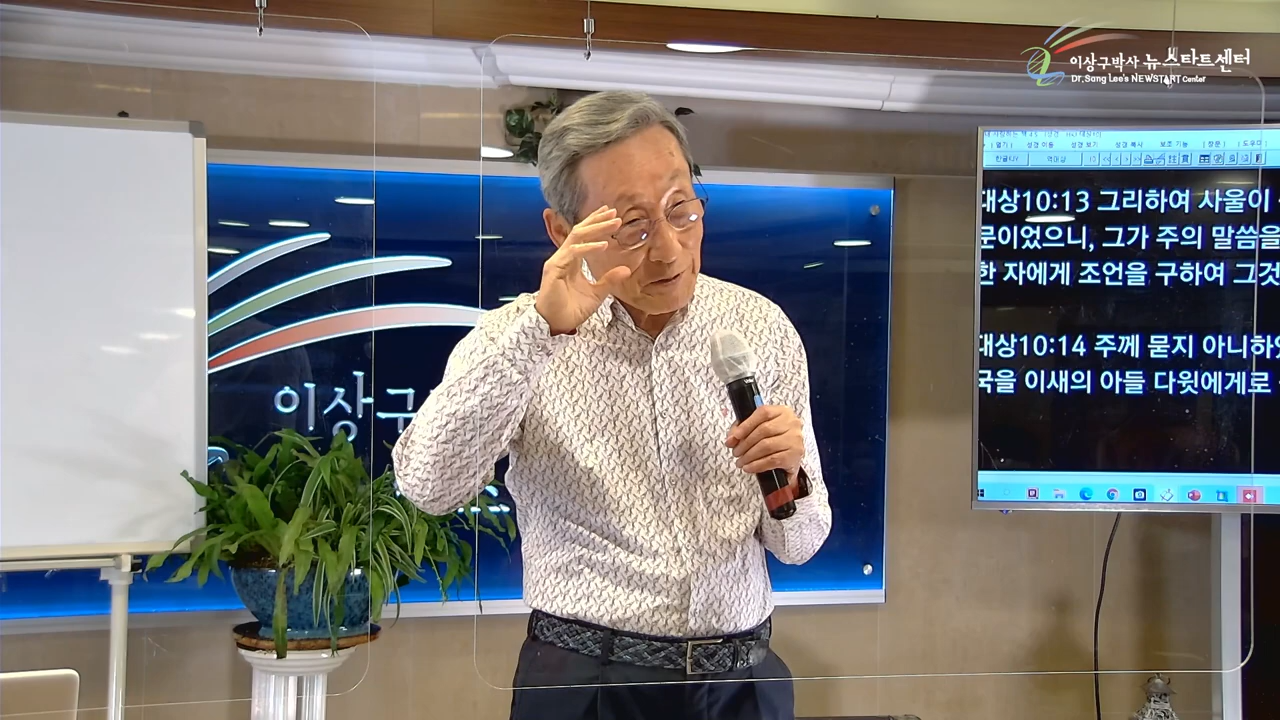 이상구박사 뉴스타트센터
Dr. Sang Lee's NEWSTART Center
이상구
대상10:13 그리하여 사울이
문이었으니, 그가 주의 말씀을
한 자에게 조언을 구하여 그것
대상10:14 주께 묻지 아니하
국을 이새의 아들 다윗에게로